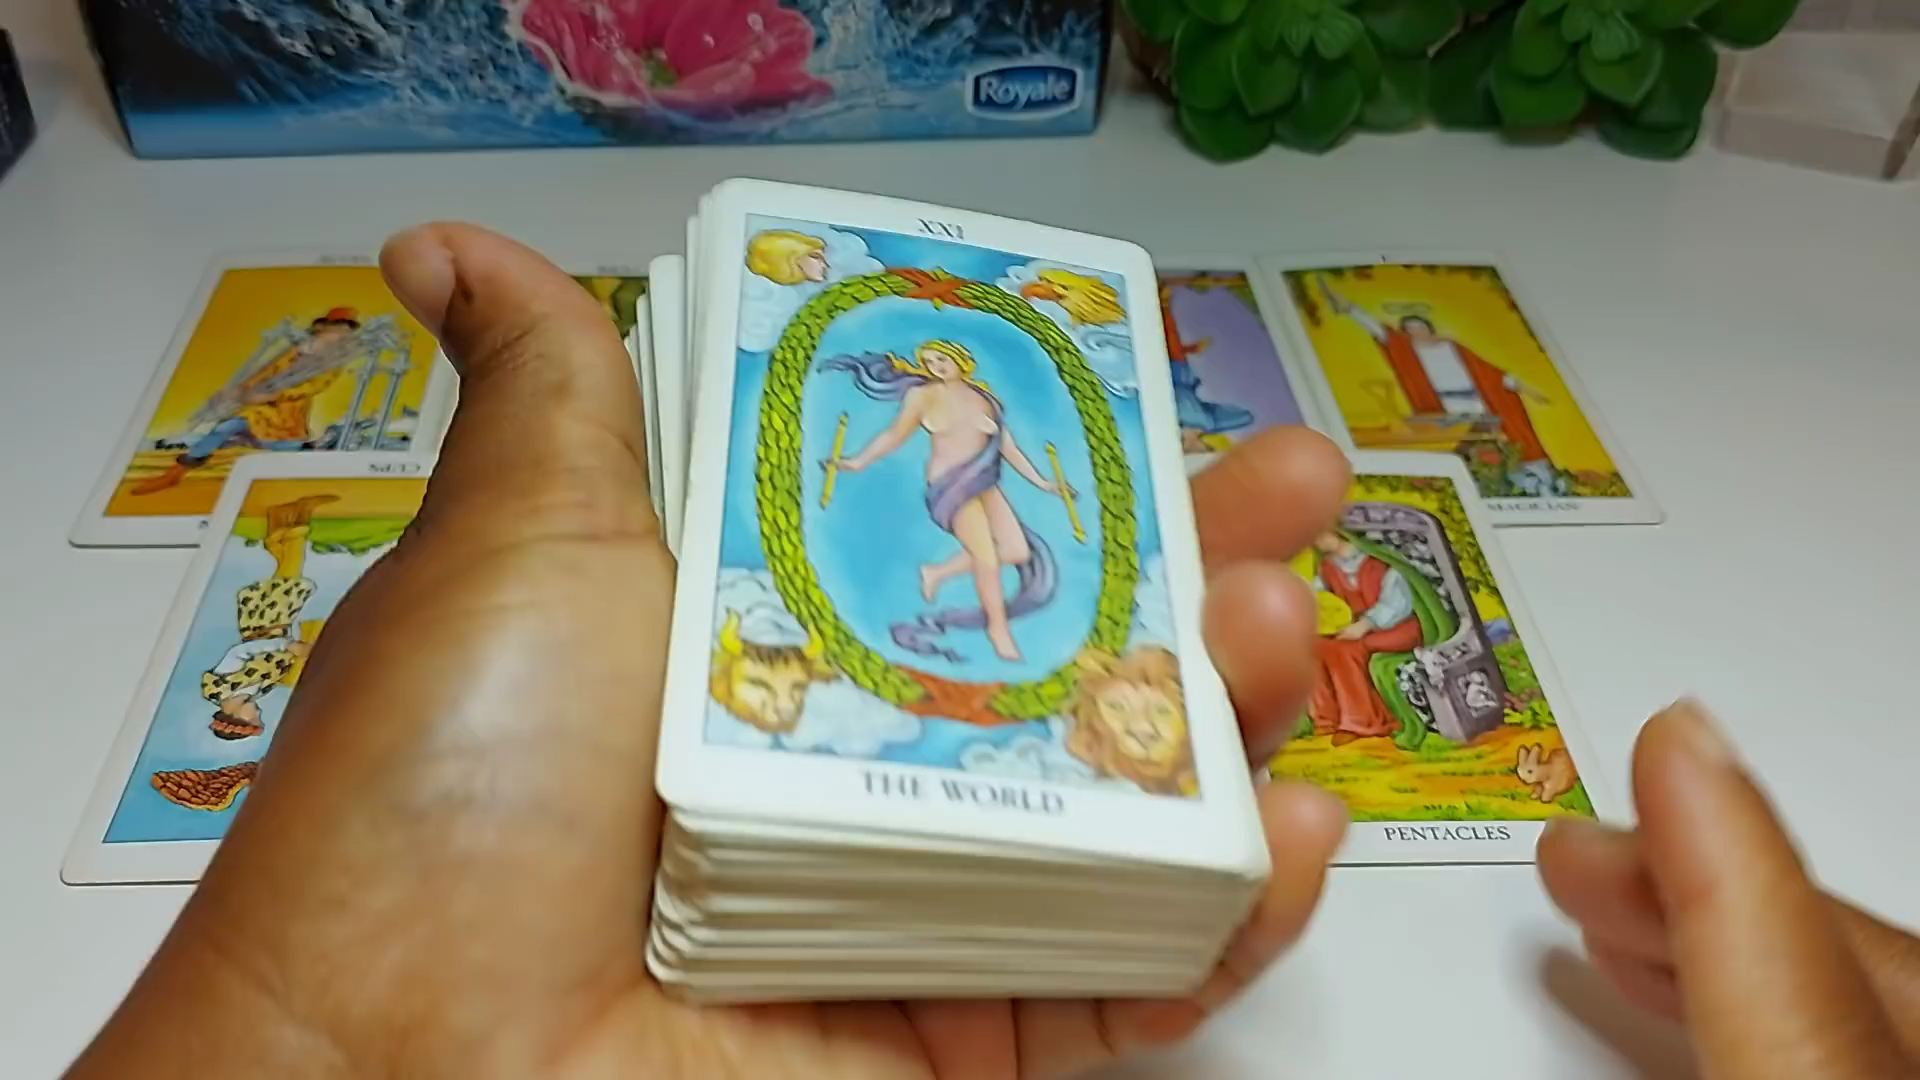 Royale
XXI
I
CUPS
MAGICIAN
THE WORLD
PENTACLES